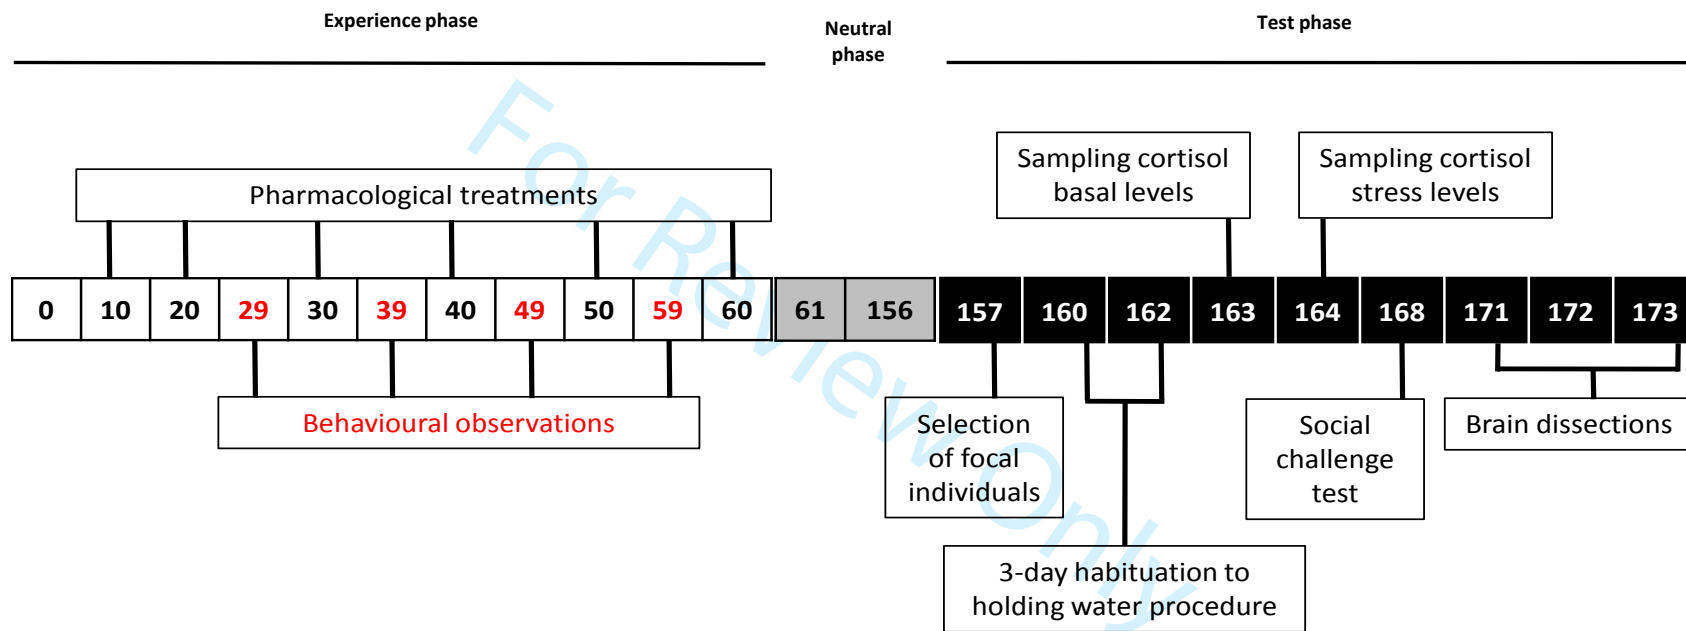 Experience phase
Neutral
phase
Test phase
Sampling cortisol
basal levels
Sampling cortisol
stress levels
Pharmacological treatments
0 10 20 29 30 39 40 49 50 59 60 61 156 157 160 162 163 164 168 171 172 173
Behavioural observations
Selection
of focal
individuals
Social
challenge
test
Brain dissections
3-day habituation to
holding water procedure
For Review Only